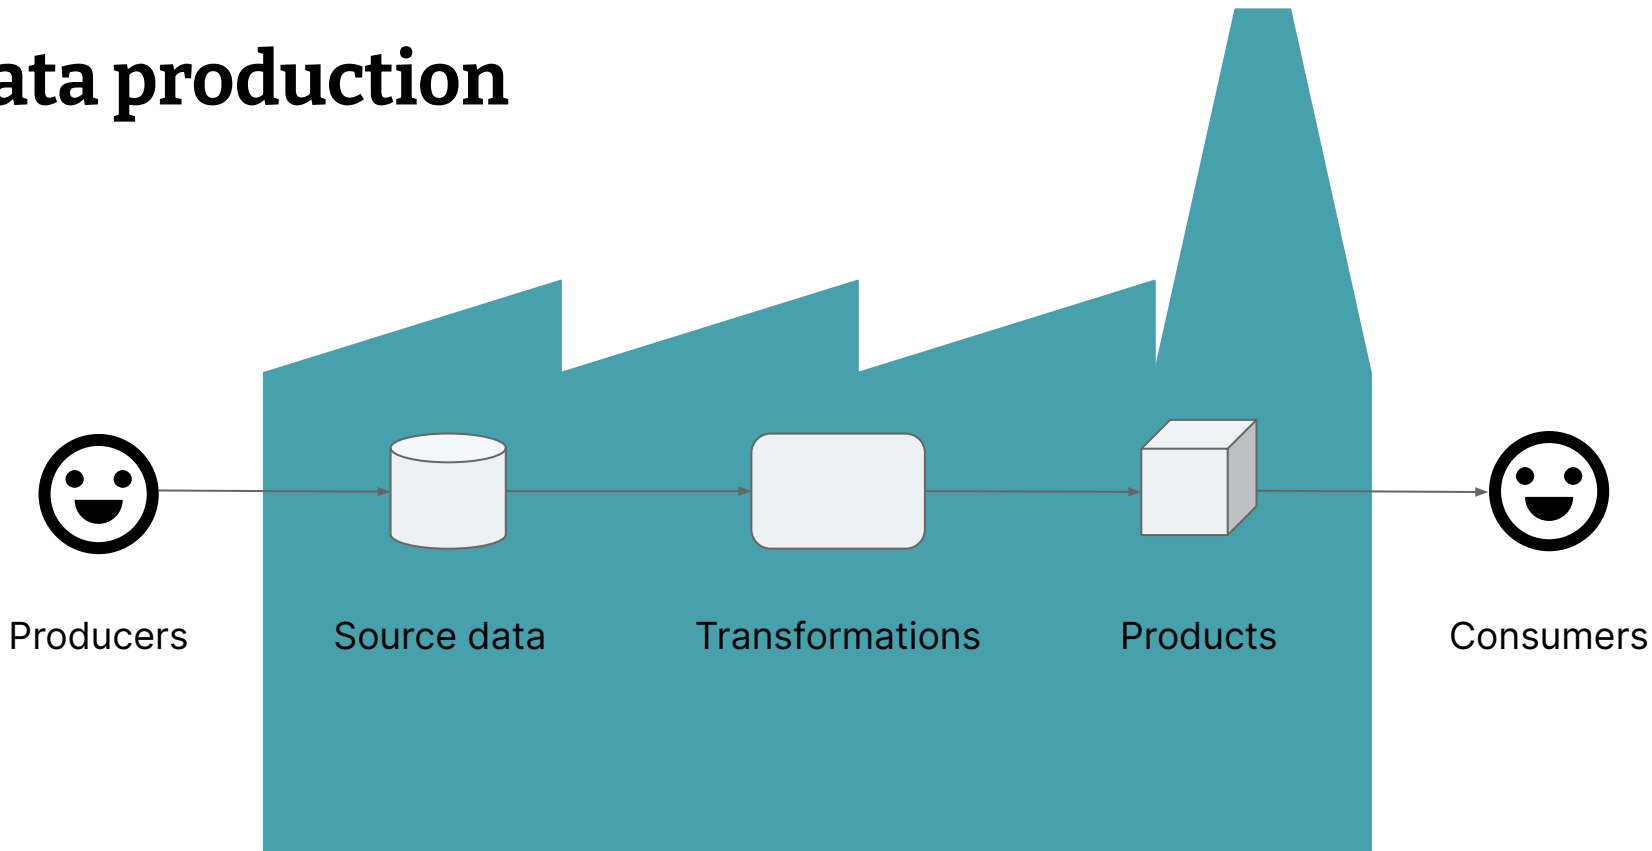 ata production
Producers
Source data
Transformations
Products
Consumers